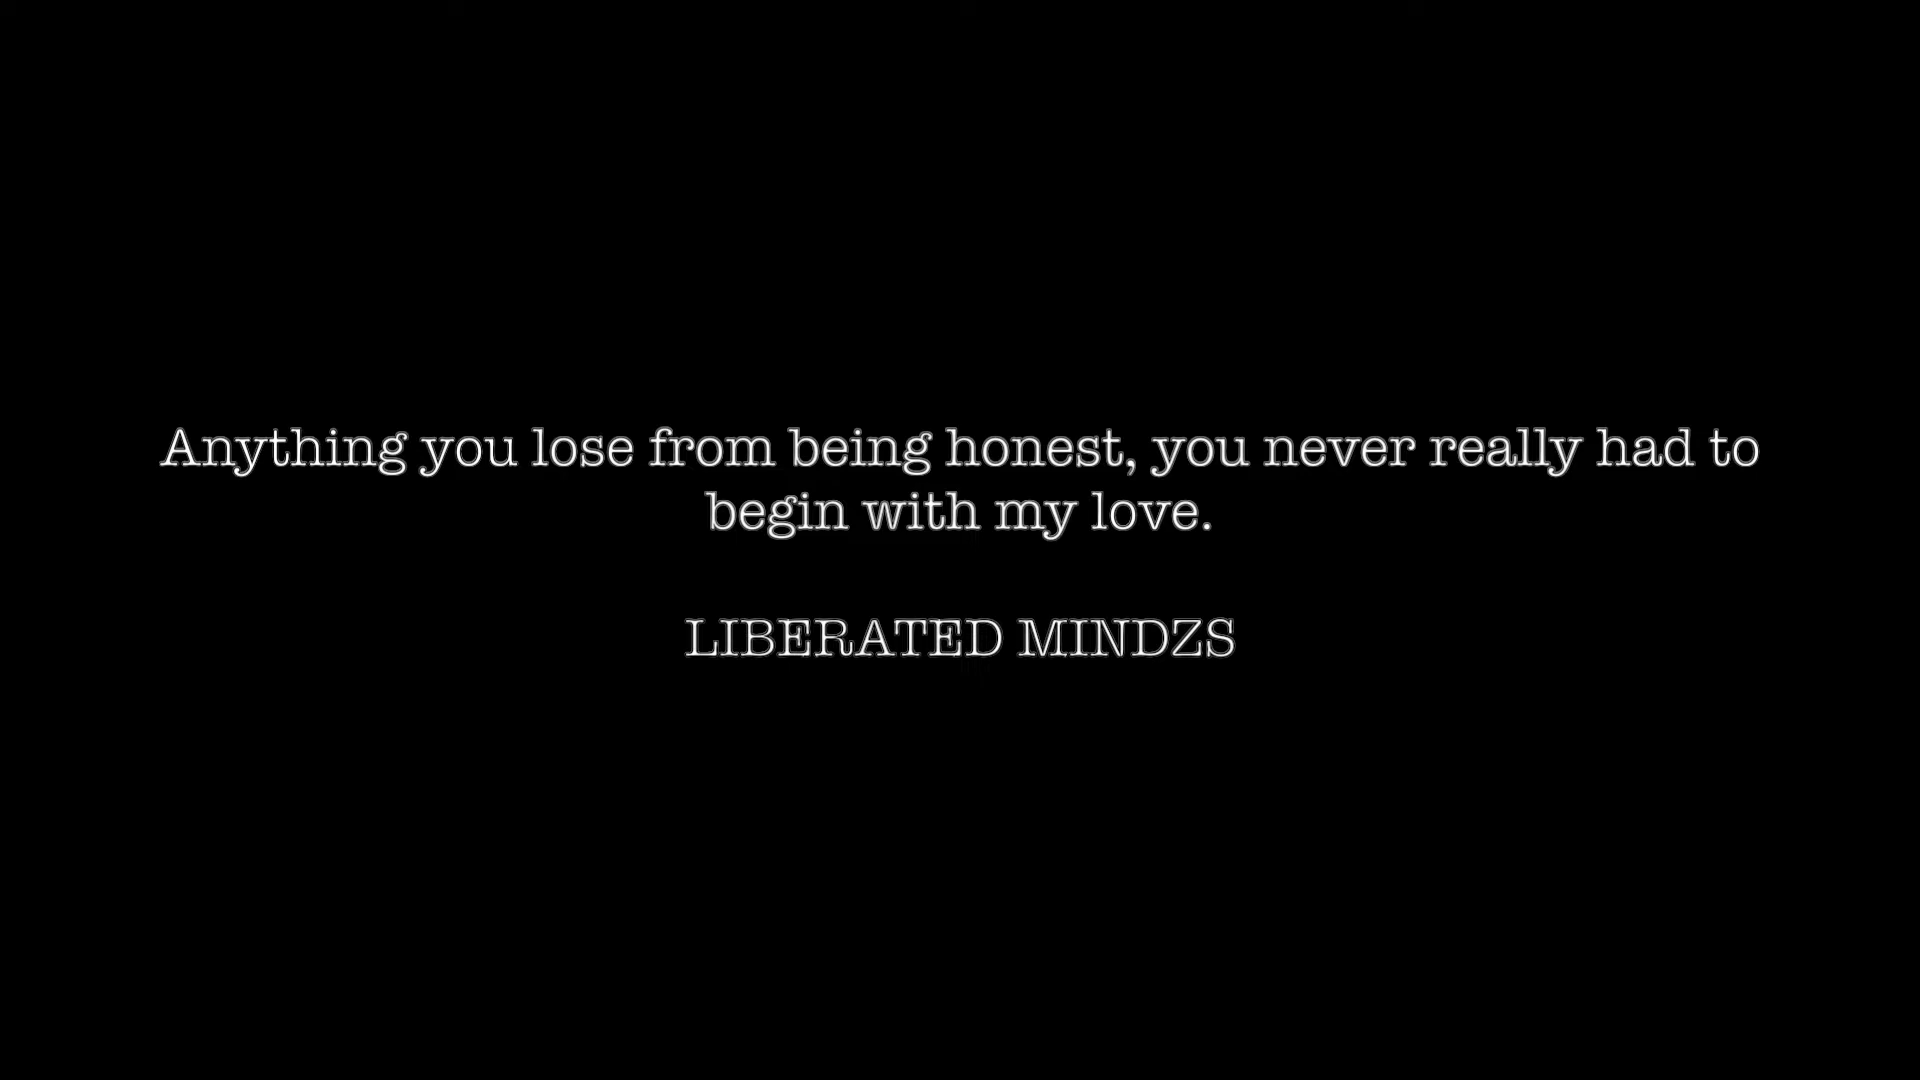 Anything you lose from being honest, you never really had to
begin with my love.
LIBERATED MINDZS